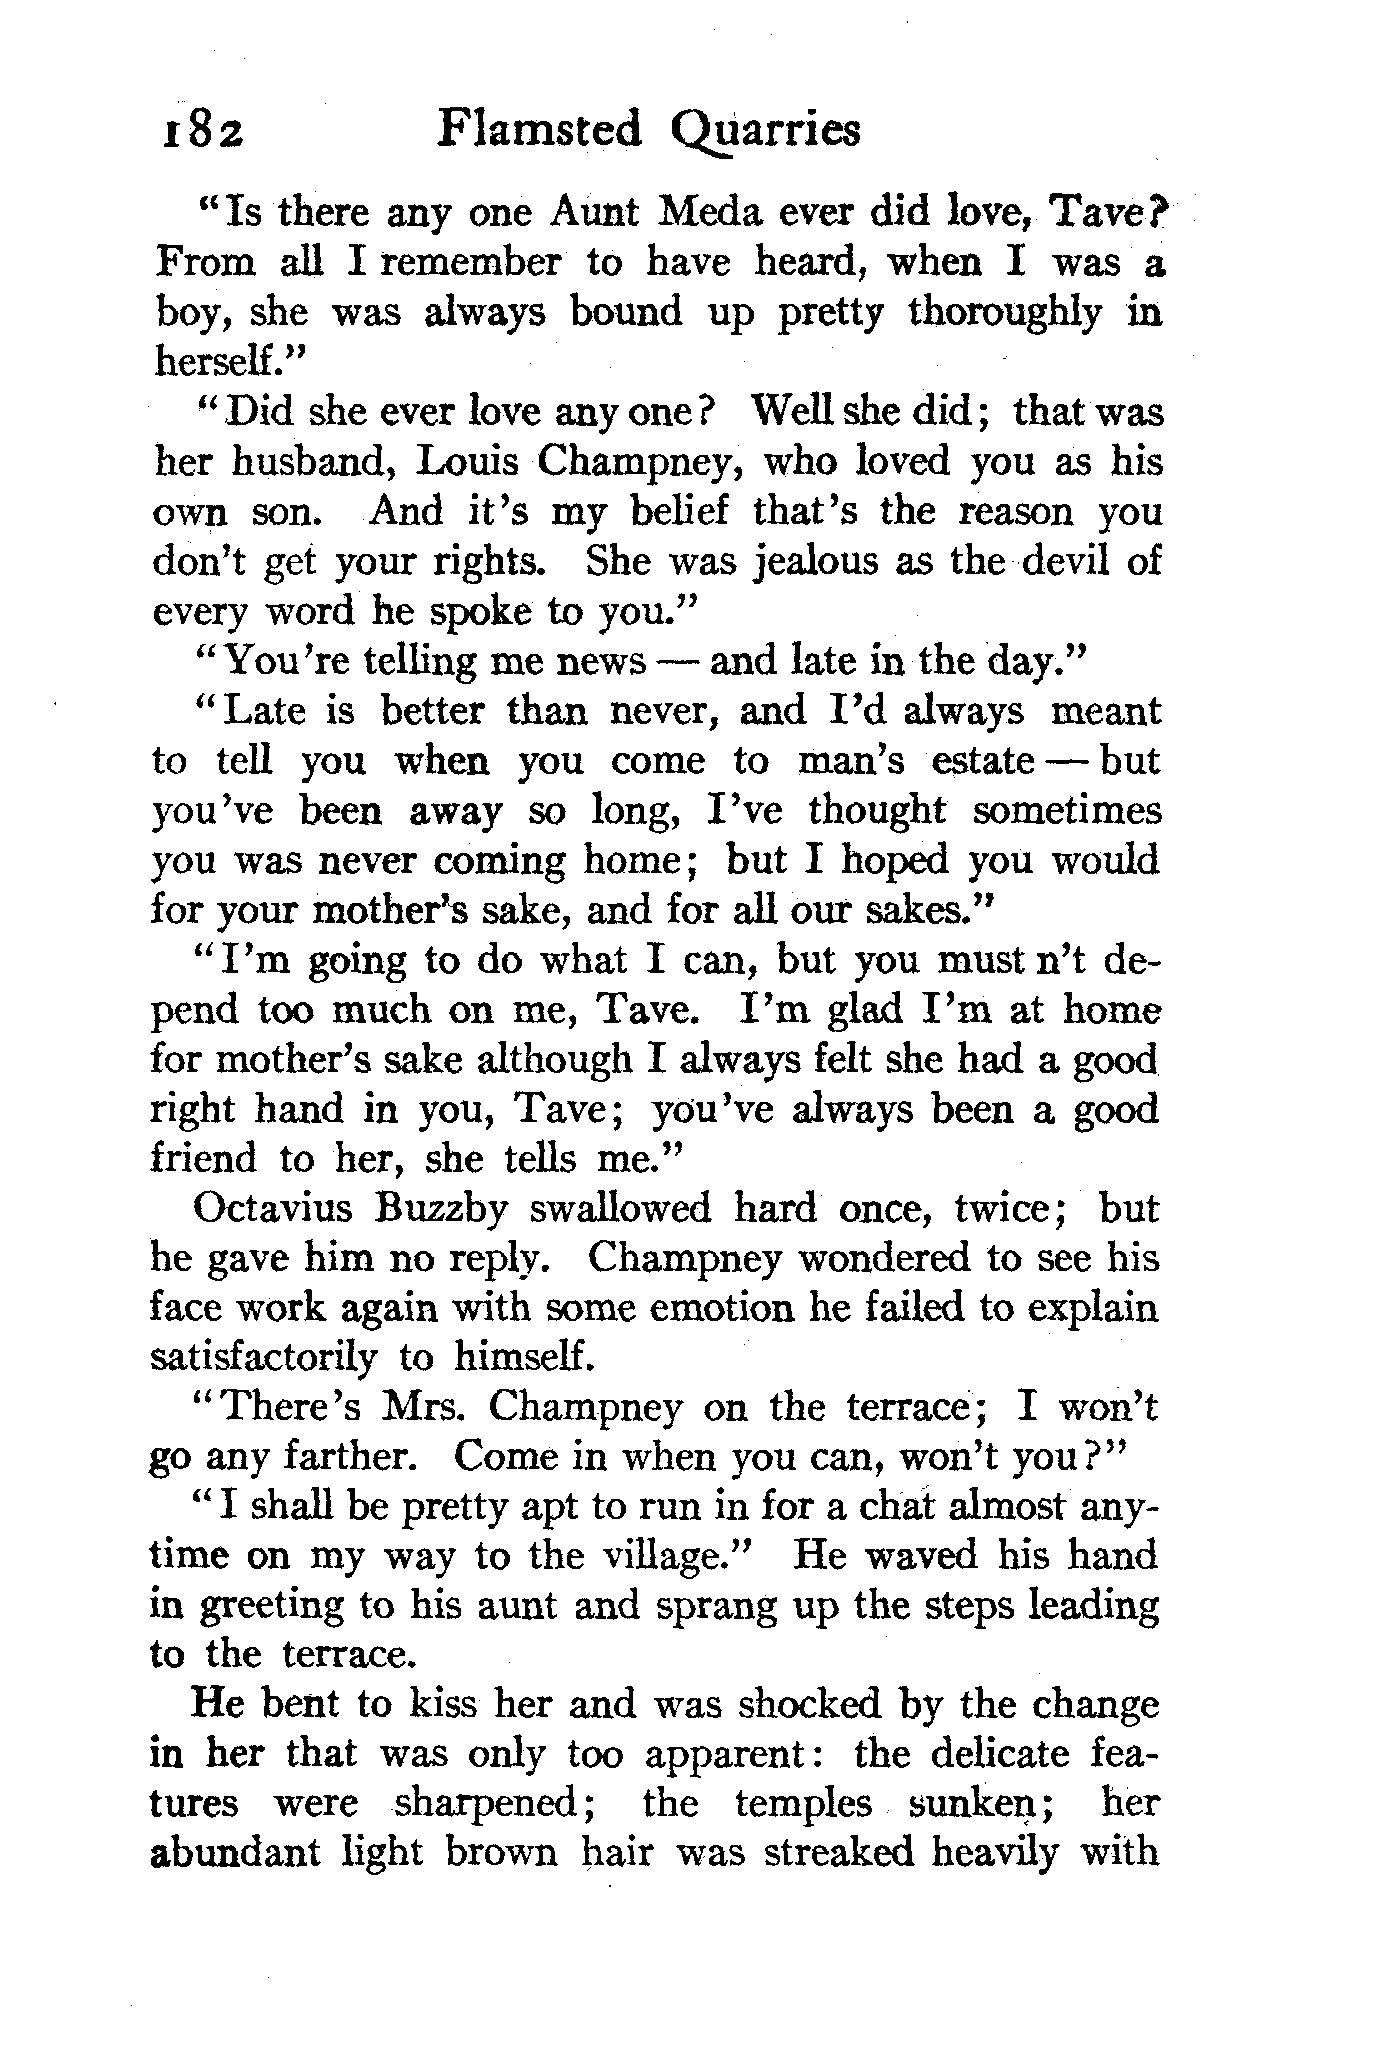 182 Flamsted Quarries
"Is there any one Aunt Meda ever did love, Tave?
From all I remember to have heard, when I was a
boy, she was always bound up pretty thoroughly in
herself."
"Did she ever love any one? Well she did; that was
her husband, Louis Champney, who loved you as his
own son. And it's my belief that's the reason you
don't get your rights. She was jealous as the devil of
every word he spoke to you."
"You're telling me news — and late in the day."
"Late is better than never, and I'd always meant
to tell you when you come to man's estate — but
you've been away so long, I've thought sometimes
you was never coming home; but I hoped you would
for your mother's sake, and for all our sakes."
"I'm going to do what I can, but you must n't de-
pend too much on me, Tave. I'm glad I'm at home
for mother's sake although I always felt she had a good
right hand in you, Tave; you've always been a good
friend to her, she tells me."
Octavius Buzzby swallowed hard once, twice; but
he gave him no reply. Champney wondered to see his
face work again with some emotion he failed to explain
satisfactorily to himself.
"There's Mrs. Champney on the terrace; I won't
go any farther. Come in when you can, won't you?"
"I shall be pretty apt to run in for a chat almost any-
time on my way to the village." He waved his hand
in greeting to his aunt and sprang up the steps leading
to the terrace.
He bent to kiss her and was shocked by the change
in her that was only too apparent: the delicate fea-
tures were sharpened; the temples sunken; her
abundant light brown hair was streaked heavily with